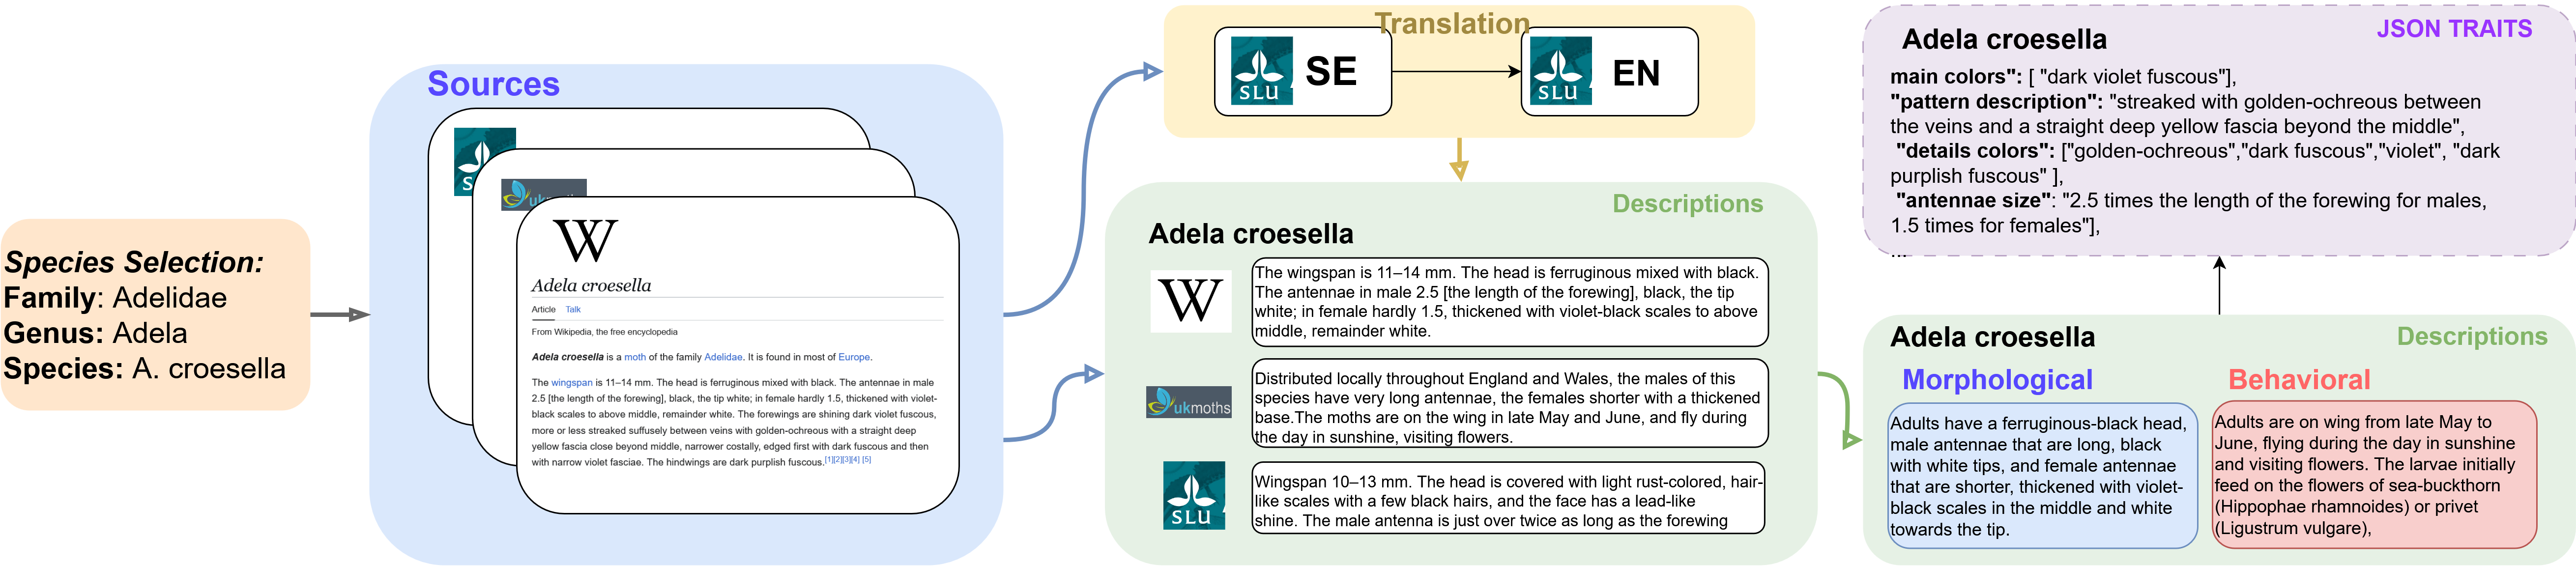 Species Selection:
Family: Adelidae
Genus: Adela
Species: A. croesella
Sources
W
Adela croesella
Article Talk
From Wikipedia, the free encyclopedia
Adela croesella is a moth of the family Adelidae. It is found in most of Europe.
The wingspan is 11–14 mm. The head is ferruginous mixed with black. The antennae in male
2.5 [the length of the forewing], black, the tip white; in female hardly 1.5, thickened with violet-
black scales to above middle, remainder white. The forewings are shining dark violet fuscous,
more or less streaked suffusely between veins with golden-ochreous with a straight deep
yellow fascia close beyond middle, narrower costally, edged first with dark fuscous and then
with narrow violet fasciae. The hindwings are dark purplish fuscous.[1][2][3][4] [5]
Translation
SLU
SE
SLU
EN
Descriptions
Adela croesella
W
The wingspan is 11–14 mm. The head is ferruginous mixed with black.
The antennae in male 2.5 [the length of the forewing], black, the tip
white; in female hardly 1.5, thickened with violet-black scales to above
middle, remainder white.
ukmoths
Distributed locally throughout England and Wales, the males of this
species have very long antennae, the females shorter with a thickened
base.The moths are on the wing in late May and June, and fly during
the day in sunshine, visiting flowers.
SLU
Wingspan 10–13 mm. The head is covered with light rust-colored, hair-
like scales with a few black hairs, and the face has a lead-like
shine. The male antenna is just over twice as long as the forewing
JSON TRAITS
Adela croesella
main colors": [ "dark violet fuscous"],
"pattern description": "streaked with golden-ochreous between
the veins and a straight deep yellow fascia beyond the middle",
"details colors": ["golden-ochreous","dark fuscous","violet", "dark
purplish fuscous" ],
"antennae size": "2.5 times the length of the forewing for males,
1.5 times for females"],
...
Adela croesella
Descriptions
Morphological
Adults have a ferruginous-black head,
male antennae that are long, black
with white tips, and female antennae
that are shorter, thickened with violet-
black scales in the middle and white
towards the tip.
Behavioral
Adults are on wing from late May to
June, flying during the day in sunshine
and visiting flowers. The larvae initially
feed on the flowers of sea-buckthorn
(Hippophae rhamnoides) or privet
(Ligustrum vulgare),